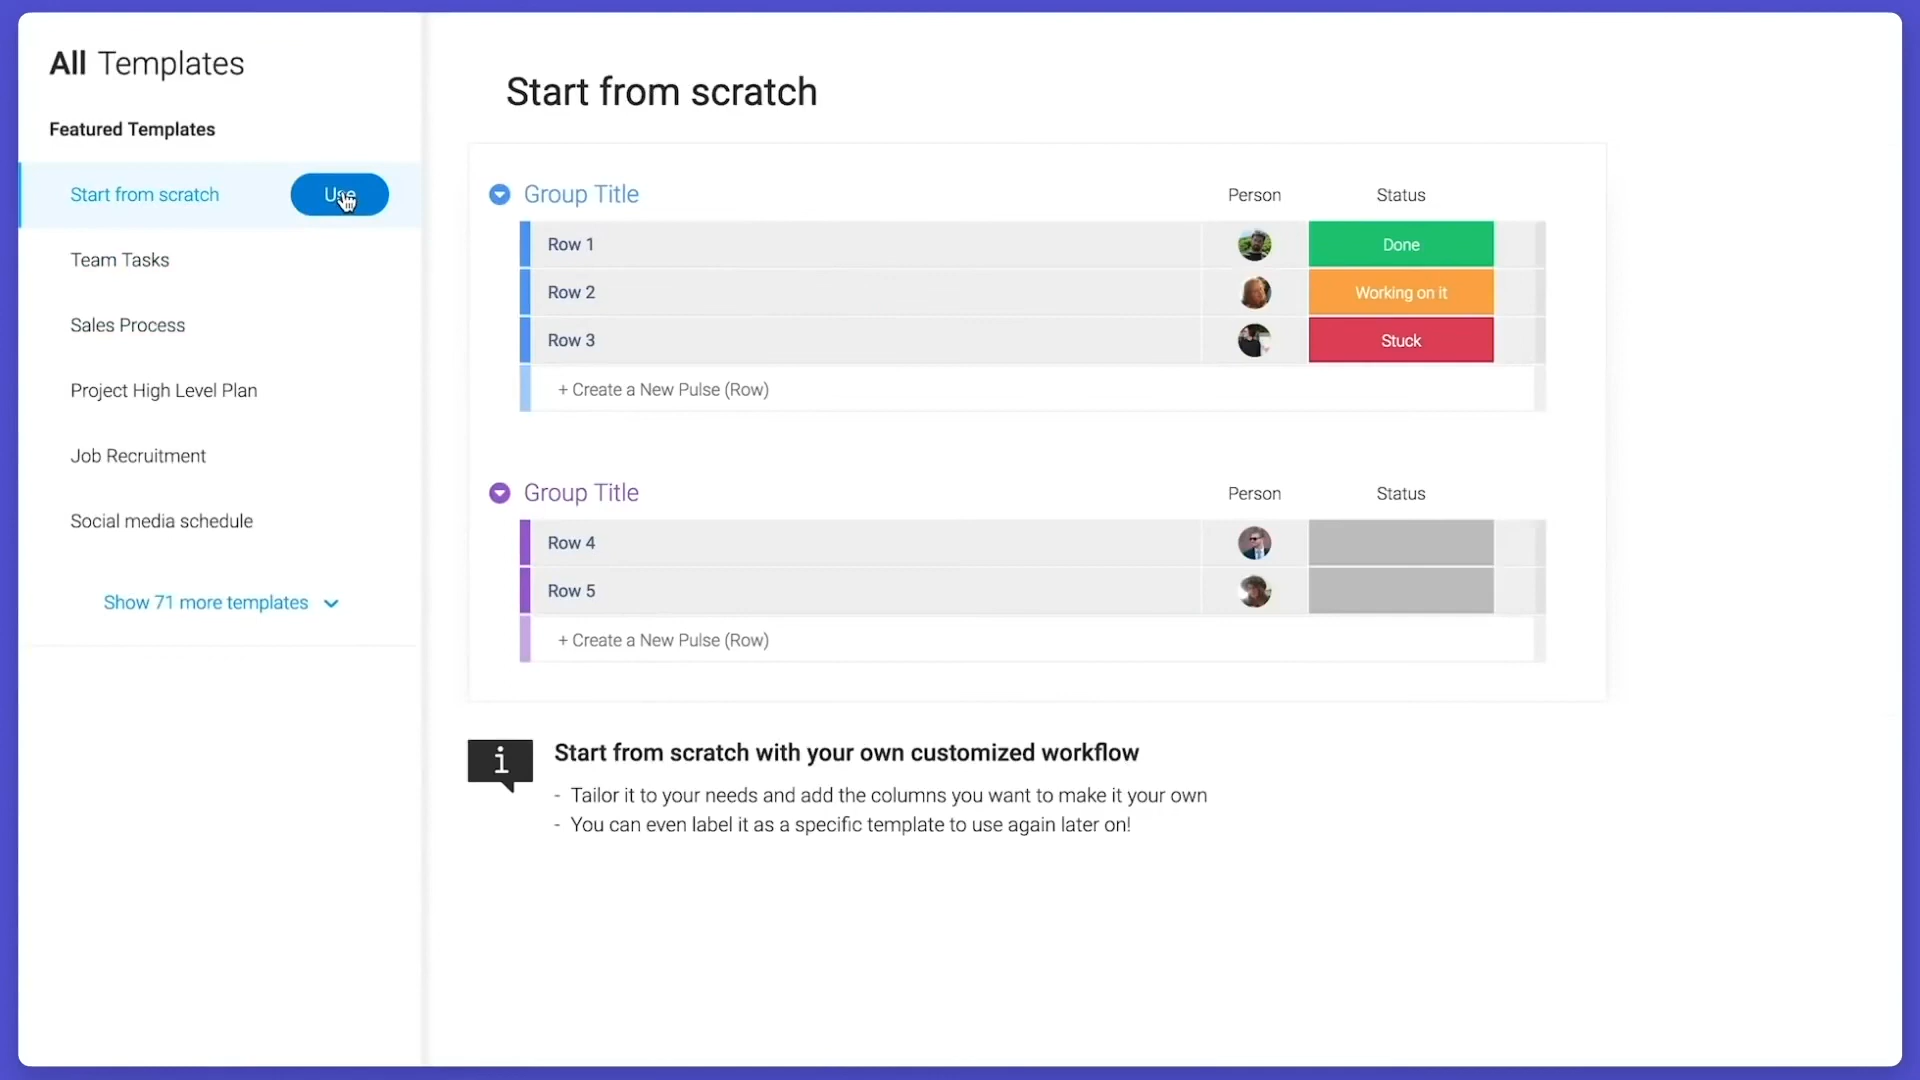 All Templates
Featured Templates
Start from scratch
Use
Team Tasks
Sales Process
Project High Level Plan
Job Recruitment
Social media schedule
Show 71 more templates
Start from scratch
Group Title Person Status
Row 1 Done
Row 2 Working on it
Row 3 Stuck
+ Create a New Pulse (Row)
Group Title Person Status
Row 4
Row 5
+ Create a New Pulse (Row)
i
Start from scratch with your own customized workflow
- Tailor it to your needs and add the columns you want to make it your own
- You can even label it as a specific template to use again later on!